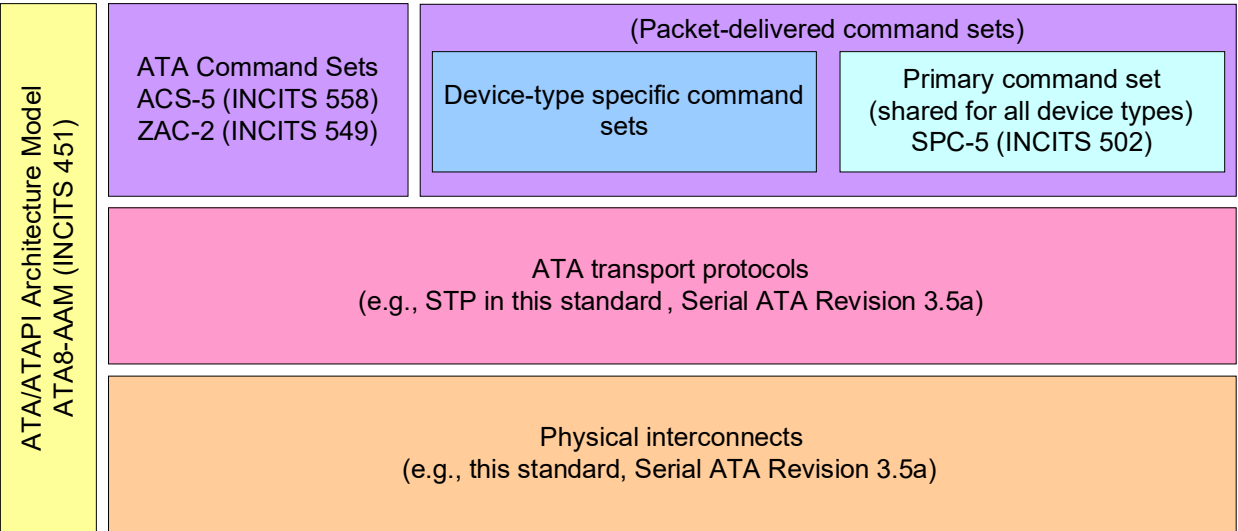 ATA/ATAPI Architecture Model
ATA8-AAM (INCITS 451)
ATA Command Sets
ACS-5 (INCITS 558)
ZAC-2 (INCITS 549)
(Packet-delivered command sets)
Device-type specific command
sets
Primary command set
(shared for all device types)
SPC-5 (INCITS 502)
ATA transport protocols
(e.g., STP in this standard , Serial ATA Revision 3.5a)
Physical interconnects
(e.g., this standard, Serial ATA Revision 3.5a)